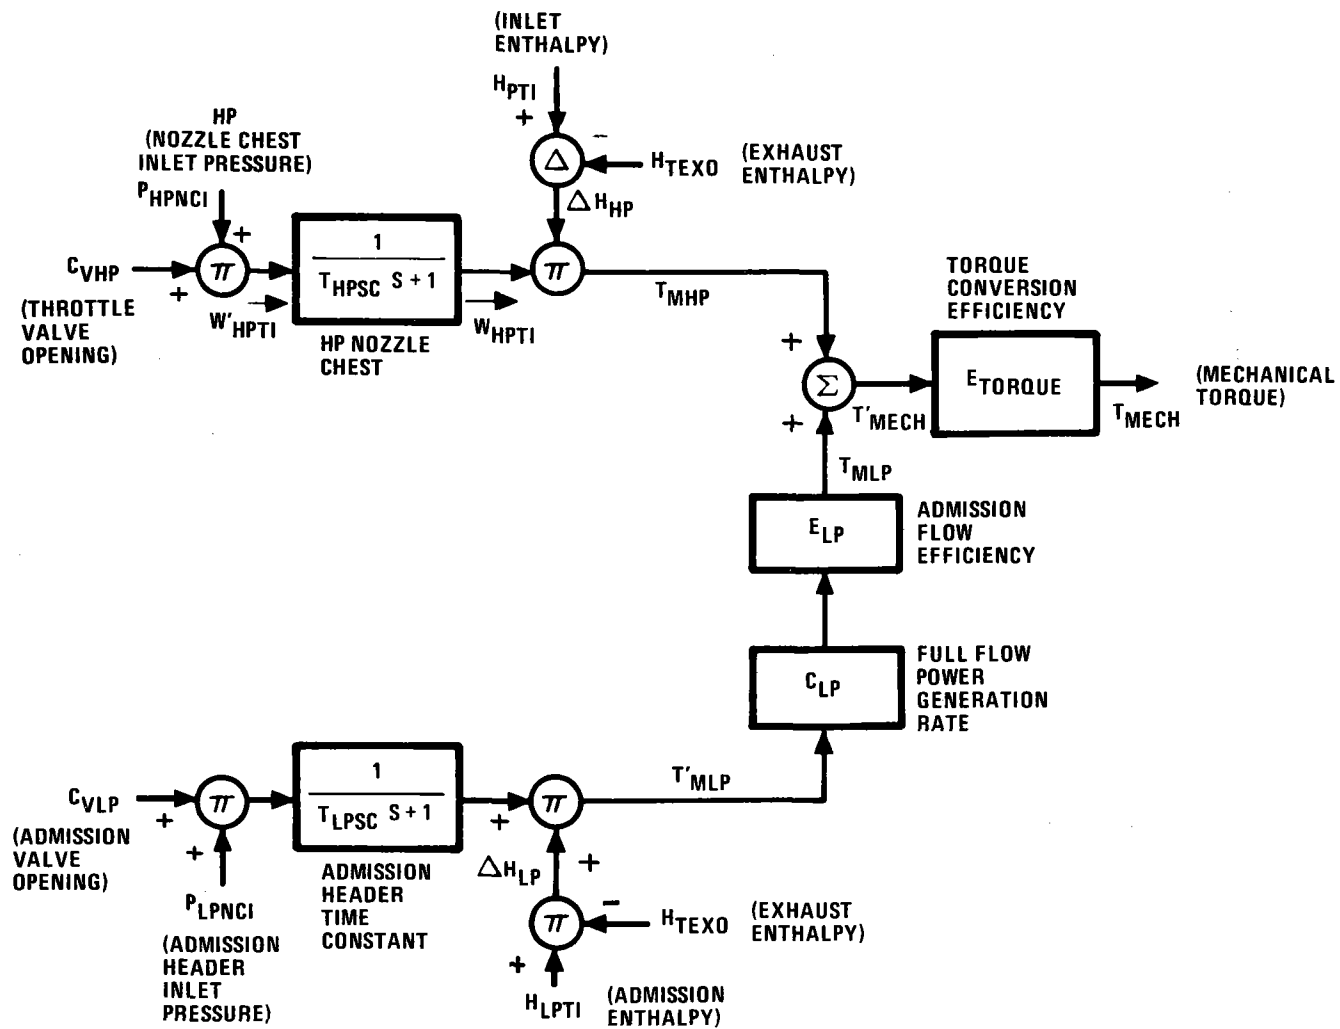 (INLET
ENTHALPY)
H_PTI
+
−
Δ
H_TEXO (EXHAUST
ENTHALPY)
ΔH_HP
HP
(NOZZLE CHEST
INLET PRESSURE)
P_HPNCI
+
C_VHP
+
π
(THROTTLE
VALVE
OPENING)
W'_HPTI
1
T_HPSC S + 1
HP NOZZLE
CHEST
W_HPTI
π
T_MHP
TORQUE
CONVERSION
EFFICIENCY
+
Σ
+
T'_MECH
E_TORQUE
T_MECH
(MECHANICAL
TORQUE)
T_MLP
E_LP
ADMISSION
FLOW
EFFICIENCY
C_LP
FULL FLOW
POWER
GENERATION
RATE
C_VLP
+
π
+
(ADMISSION
VALVE
OPENING)
P_LPNCI
(ADMISSION
HEADER
INLET
PRESSURE)
1
T_LPSC S + 1
ADMISSION
HEADER
TIME
CONSTANT
+
π
T'_MLP
ΔH_LP
+
π
−
H_TEXO (EXHAUST
ENTHALPY)
+
H_LPTI
(ADMISSION
ENTHALPY)